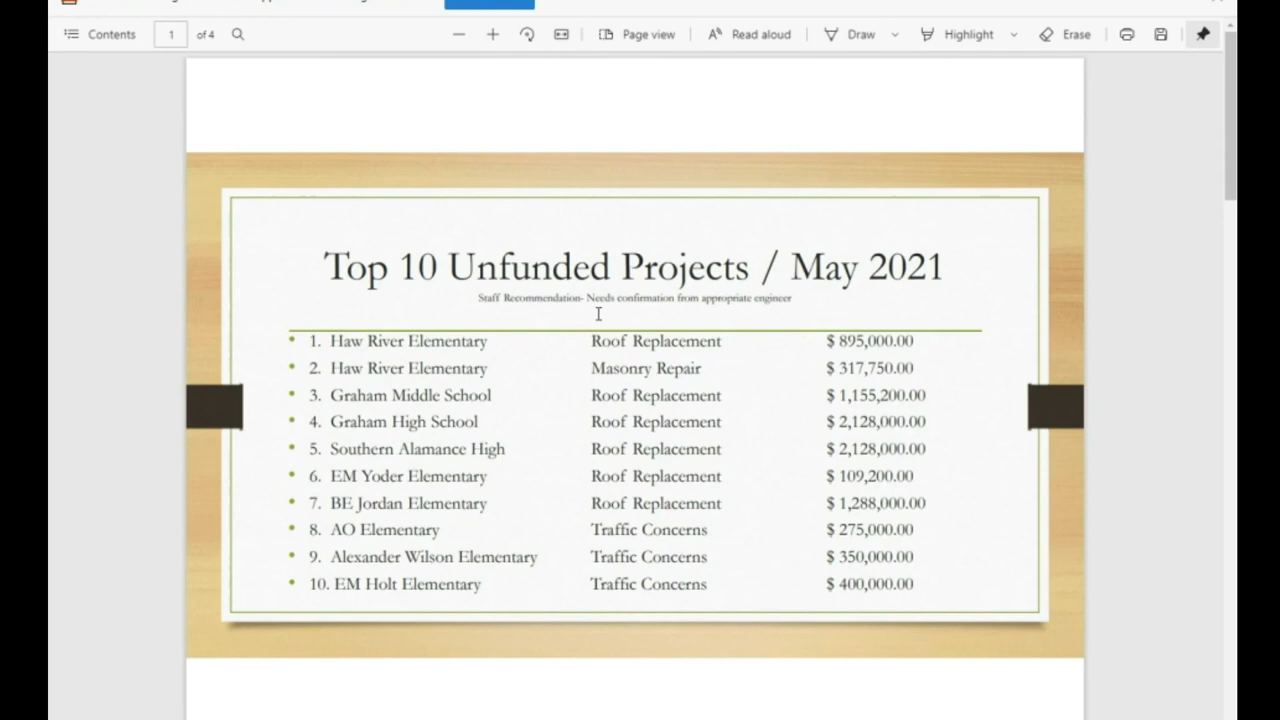 Contents 1 of 4 Page view Read aloud Draw Highlight Erase
Top 10 Unfunded Projects / May 2021
Staff Recommendation- Needs confirmation from appropriate engineer
• 1. Haw River Elementary Roof Replacement $ 895,000.00
• 2. Haw River Elementary Masonry Repair $ 317,750.00
• 3. Graham Middle School Roof Replacement $ 1,155,200.00
• 4. Graham High School Roof Replacement $ 2,128,000.00
• 5. Southern Alamance High Roof Replacement $ 2,128,000.00
• 6. EM Yoder Elementary Roof Replacement $ 109,200.00
• 7. BE Jordan Elementary Roof Replacement $ 1,288,000.00
• 8. AO Elementary Traffic Concerns $ 275,000.00
• 9. Alexander Wilson Elementary Traffic Concerns $ 350,000.00
• 10. EM Holt Elementary Traffic Concerns $ 400,000.00